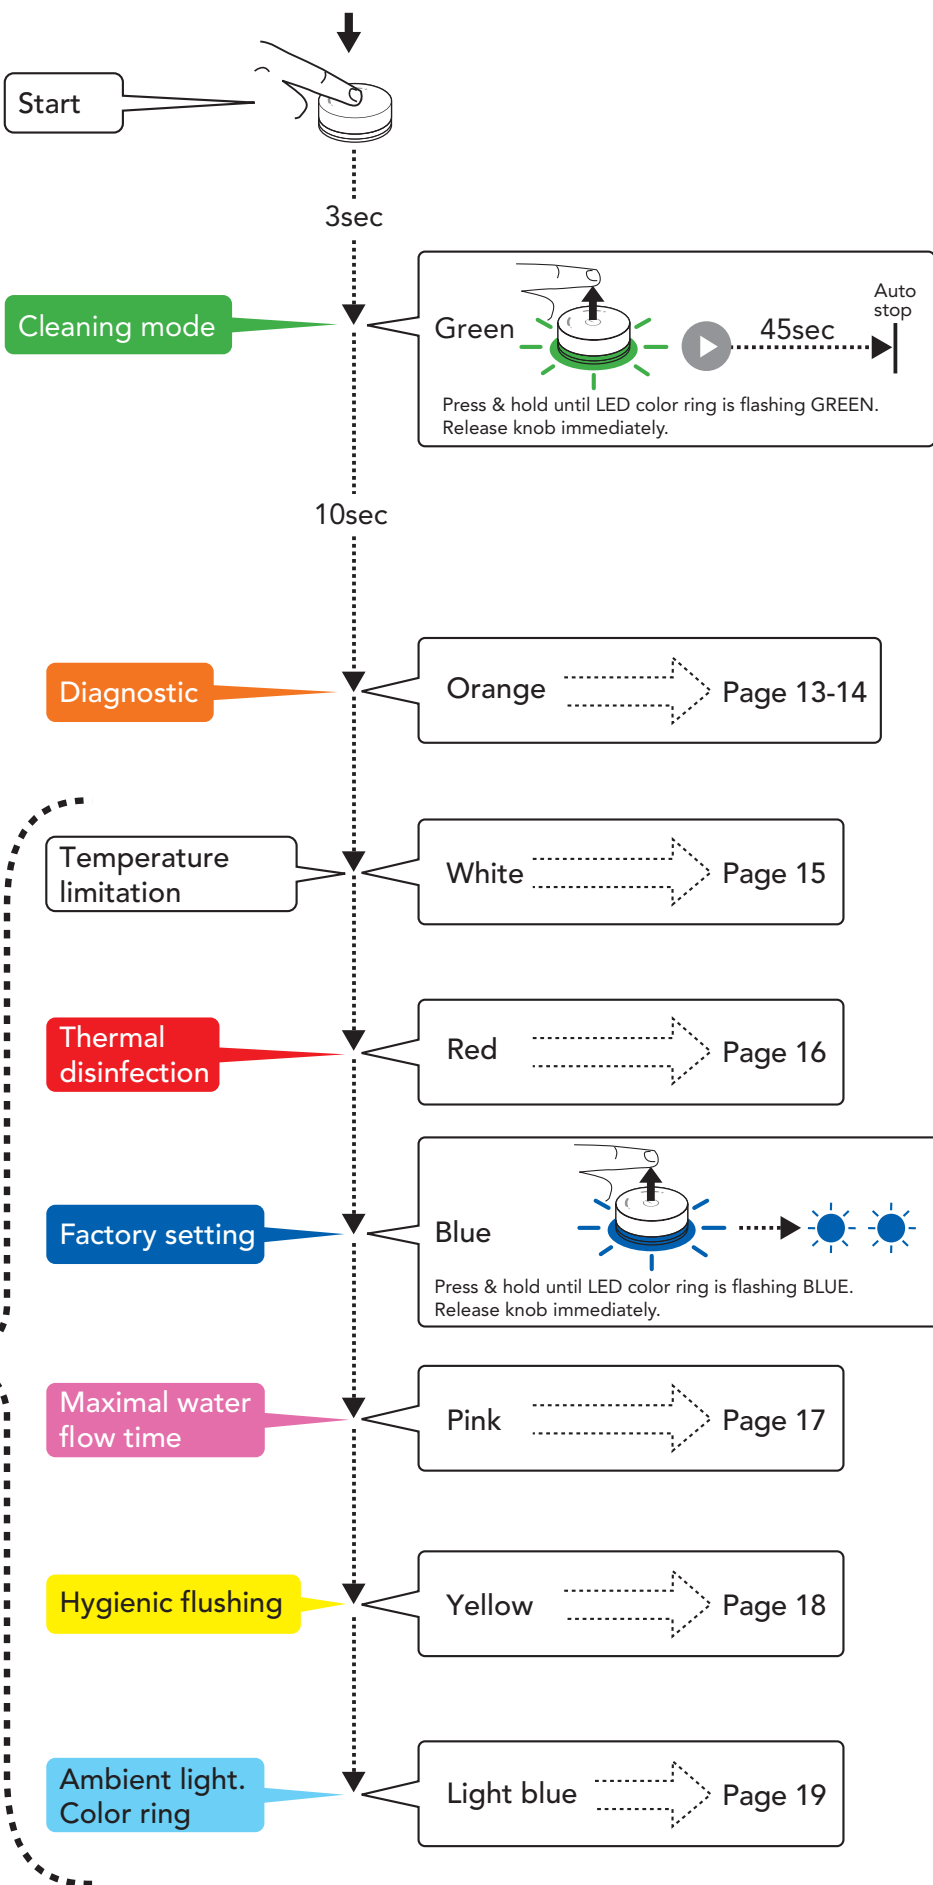 Start
3sec
Cleaning mode
Green
45sec
Auto
stop
Press & hold until LED color ring is flashing GREEN.
Release knob immediately.
10sec
Diagnostic
Orange
Page 13-14
Temperature
limitation
White
Page 15
Thermal
disinfection
Red
Page 16
Factory setting
Blue
Press & hold until LED color ring is flashing BLUE.
Release knob immediately.
Maximal water
flow time
Pink
Page 17
Hygienic flushing
Yellow
Page 18
Ambient light.
Color ring
Light blue
Page 19